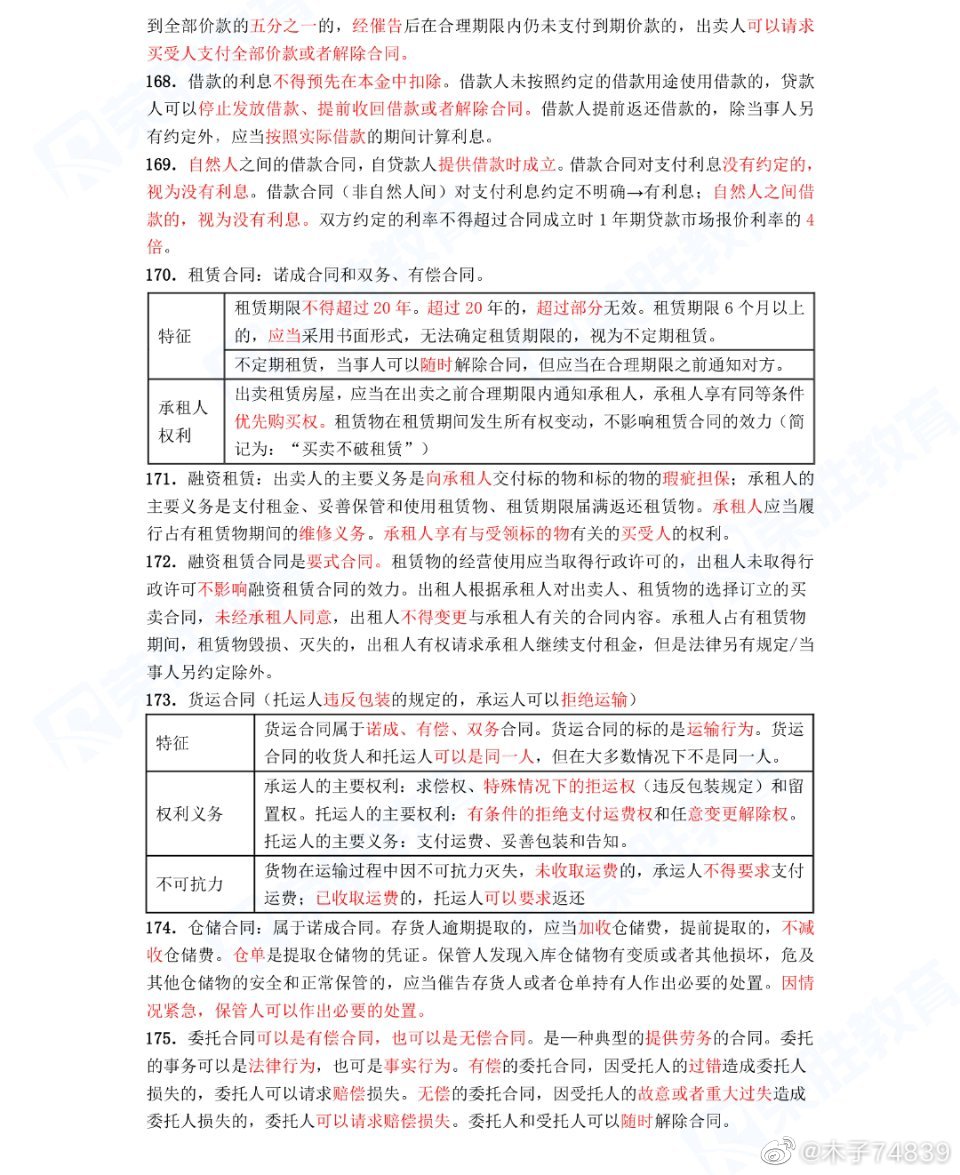 到全部价款的五分之一的，经催告后在合理期限内仍未支付到期价款的，出卖人可以请求
买受人支付全部价款或者解除合同。
168．借款的利息不得预先在本金中扣除。借款人未按照约定的借款用途使用借款的，贷款
人可以停止发放借款、提前收回借款或者解除合同。借款人提前返还借款的，除当事人另
有约定外，应当按照实际借款的期间计算利息。
169．自然人之间的借款合同，自贷款人提供借款时成立。借款合同对支付利息没有约定的，
视为没有利息。借款合同（非自然人间）对支付利息约定不明确→有利息；自然人之间借
款的，视为没有利息。双方约定的利率不得超过合同成立时 1 年期贷款市场报价利率的 4
倍。
170．租赁合同：诺成合同和双务、有偿合同。
特征
租赁期限不得超过 20 年。超过 20 年的，超过部分无效。租赁期限 6 个月以上
的，应当采用书面形式，无法确定租赁期限的，视为不定期租赁。
不定期租赁，当事人可以随时解除合同，但应当在合理期限之前通知对方。
承租人
权利
出卖租赁房屋，应当在出卖之前合理期限内通知承租人，承租人享有同等条件
优先购买权。租赁物在租赁期间发生所有权变动，不影响租赁合同的效力（简
记为：“买卖不破租赁”）
171．融资租赁：出卖人的主要义务是向承租人交付标的物和标的物的瑕疵担保；承租人的
主要义务是支付租金、妥善保管和使用租赁物、租赁期限届满返还租赁物。承租人应当履
行占有租赁物期间的维修义务。承租人享有与受领标的物有关的买受人的权利。
172．融资租赁合同是要式合同。租赁物的经营使用应当取得行政许可的，出租人未取得行
政许可不影响融资租赁合同的效力。出租人根据承租人对出卖人、租赁物的选择订立的买
卖合同，未经承租人同意，出租人不得变更与承租人有关的合同内容。承租人占有租赁物
期间，租赁物毁损、灭失的，出租人有权请求承租人继续支付租金，但是法律另有规定/当
事人另约定除外。
173．货运合同（托运人违反包装的规定的，承运人可以拒绝运输）
特征
货运合同属于诺成、有偿、双务合同。货运合同的标的是运输行为。货运
合同的收货人和托运人可以是同一人，但在大多数情况下不是同一人。
权利义务
承运人的主要权利：求偿权、特殊情况下的拒运权（违反包装规定）和留
置权。托运人的主要权利：有条件的拒绝支付运费权和任意变更解除权。
托运人的主要义务：支付运费、妥善包装和告知。
不可抗力
货物在运输过程中因不可抗力灭失，未收取运费的，承运人不得要求支付
运费；已收取运费的，托运人可以要求返还
174．仓储合同：属于诺成合同。存货人逾期提取的，应当加收仓储费，提前提取的，不减
收仓储费。仓单是提取仓储物的凭证。保管人发现入库仓储物有变质或者其他损坏，危及
其他仓储物的安全和正常保管的，应当催告存货人或者仓单持有人作出必要的处置。因情
况紧急，保管人可以作出必要的处置。
175．委托合同可以是有偿合同，也可以是无偿合同。是一种典型的提供劳务的合同。委托
的事务可以是法律行为，也可是事实行为。有偿的委托合同，因受托人的过错造成委托人
损失的，委托人可以请求赔偿损失。无偿的委托合同，因受托人的故意或者重大过失造成
委托人损失的，委托人可以请求赔偿损失。委托人和受托人可以随时解除合同。
@木子74839